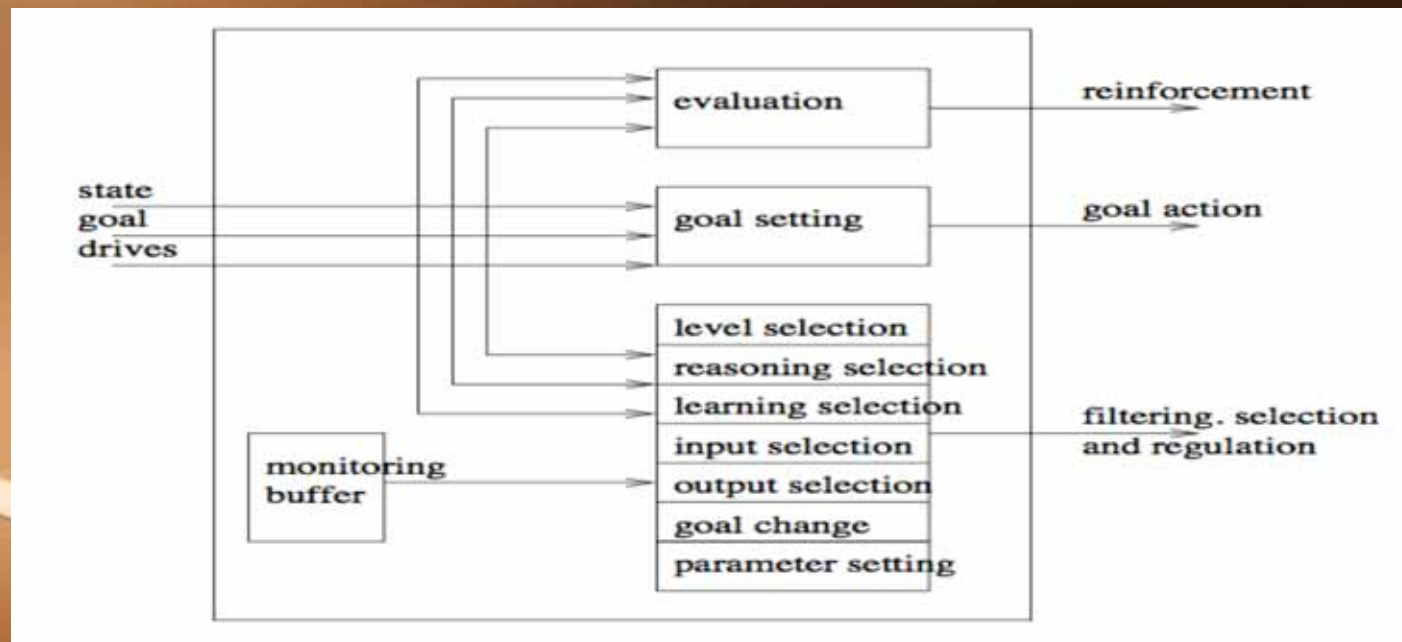 evaluation
reinforcement
state
goal
drives
goal setting
goal action
level selection
reasoning selection
learning selection
input selection
output selection
goal change
parameter setting
monitoring
buffer
filtering. selection
and regulation